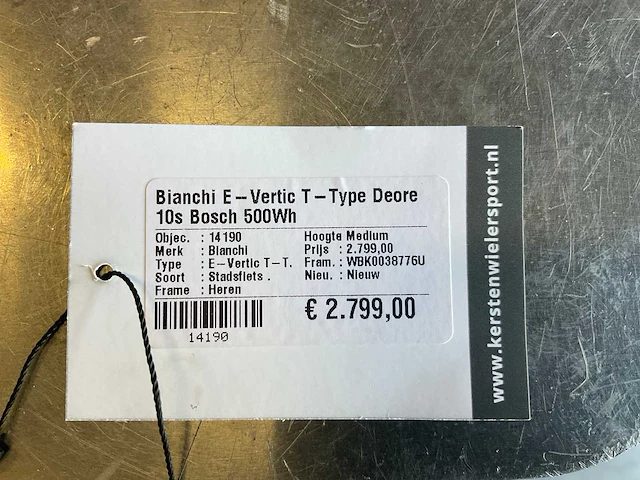 Bianchi E-Vertic T-Type Deore
10s Bosch 500Wh
Objec. : 14190 Hoogte Medium
Merk : Bianchi Prijs : 2.799,00
Type : E-Vertic T-T. Fram. : WBK0038776U
Soort : Stadsfiets . Nieu. : Nieuw
Frame : Heren
€ 2.799,00
14190
www.kerstenwielersport.nl